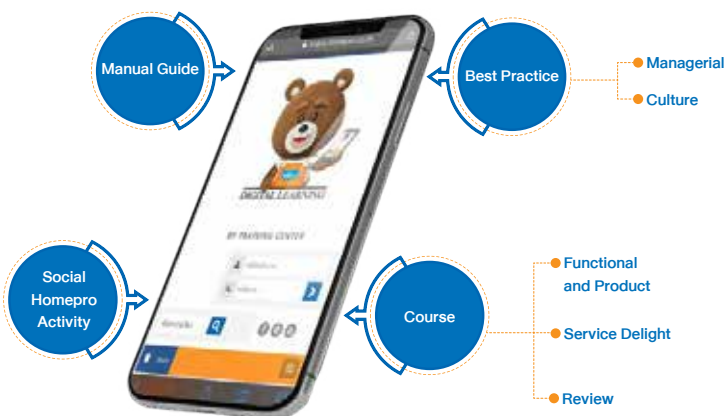 Manual Guide
Best Practice
Managerial
Culture
DIGITAL LEARNING
BY TRAINING CENTER
Social
Homepro
Activity
Course
Functional
and Product
Service Delight
Review